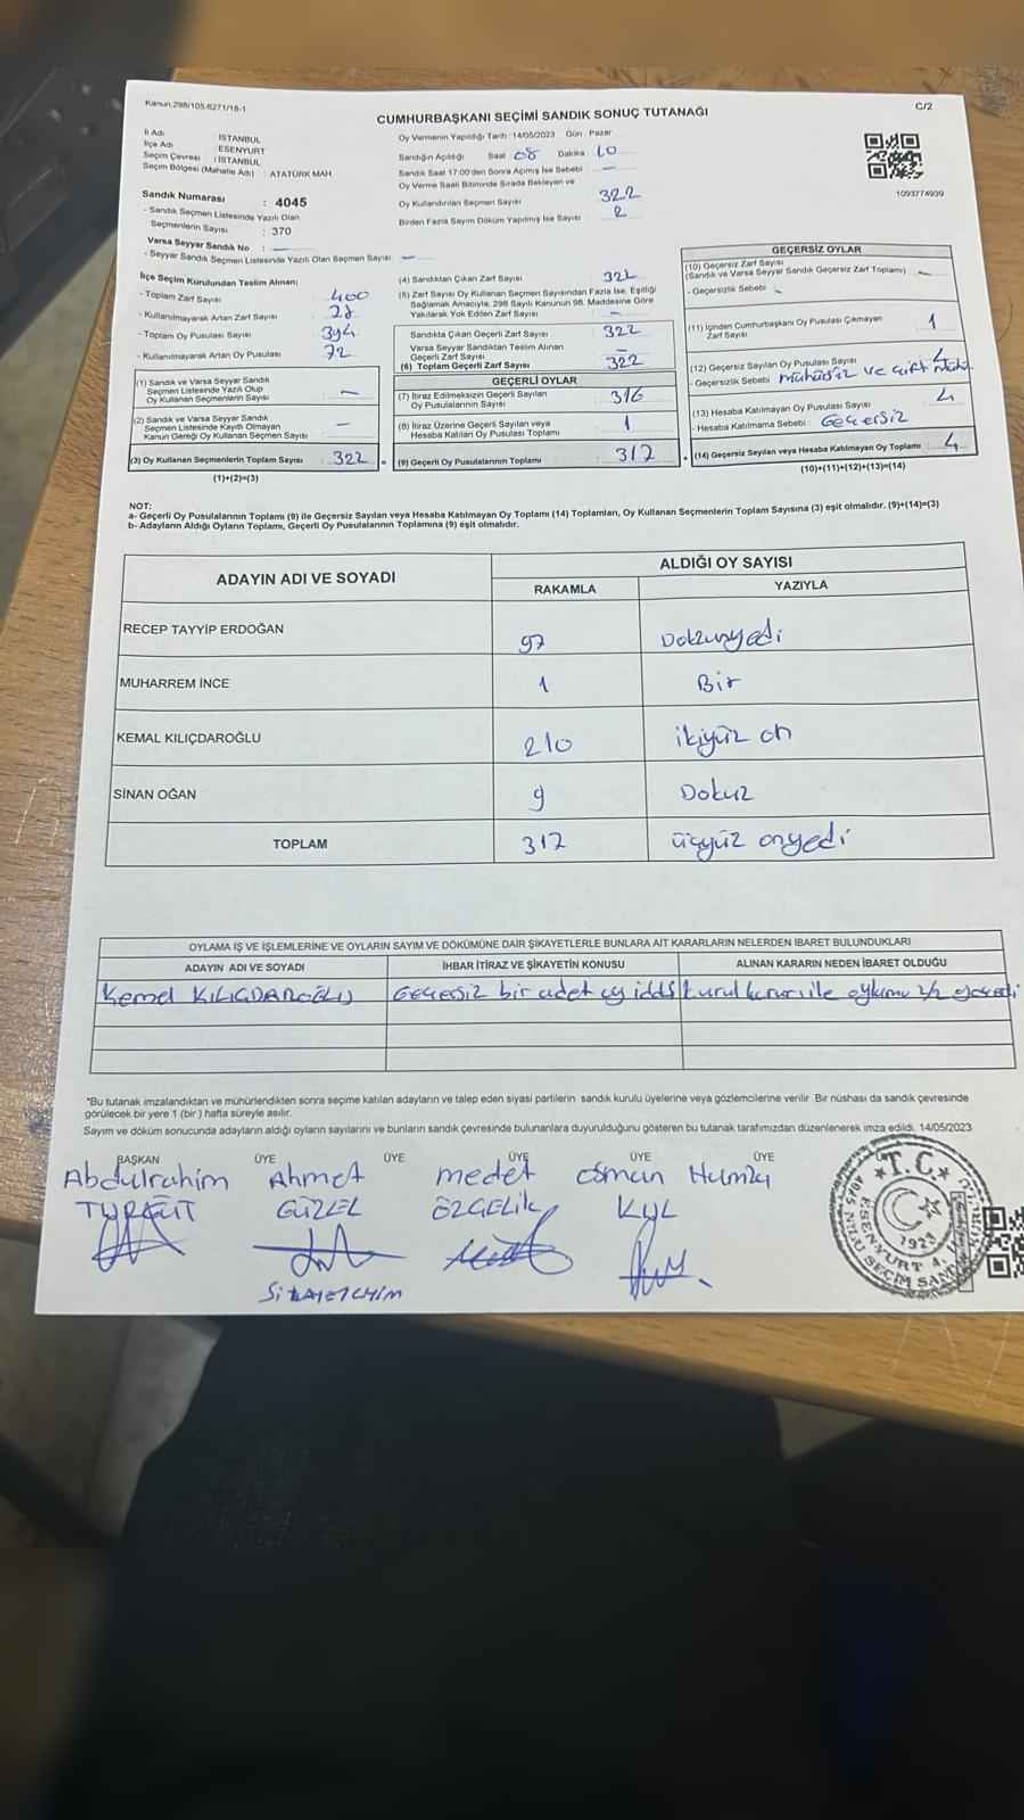 Kanun 298/105-6271/18-1
C/2
CUMHURBAŞKANI SEÇİMİ SANDIK SONUÇ TUTANAĞI
İl Adı : İSTANBUL
İlçe Adı : ESENYURT
Seçim Çevresi : İSTANBUL
Seçim Bölgesi (Mahalle Adı) : ATATÜRK MAH.
Oy Vermenin Yapıldığı Tarih : 14/05/2023 Gün : Pazar
Sandığın Açıldığı Saat 08 Dakika 10
Sandık Saat 17:00'den Sonra Açılmış İse Sebebi —
Oy Verme Saati Bitiminde Sırada Bekleyen ve
Oy Kullandırılan Seçmen Sayısı 322
Birden Fazla Sayım Döküm Yapılmış İse Sayısı 2
1093774939
Sandık Numarası : 4045
- Sandık Seçmen Listesinde Yazılı Olan
Seçmenlerin Sayısı : 370
Varsa Seyyar Sandık No : —
- Seyyar Sandık Seçmen Listesinde Yazılı Olan Seçmen Sayısı : —
İlçe Seçim Kurulundan Teslim Alınan;
- Toplam Zarf Sayısı 400
- Kullanılmayarak Artan Zarf Sayısı 28
- Toplam Oy Pusulası Sayısı 394
- Kullanılmayarak Artan Oy Pusulası 72
(1) Sandık ve Varsa Seyyar Sandık
Seçmen Listesinde Yazılı Olup
Oy Kullanan Seçmenlerin Sayısı —
(2) Sandık ve Varsa Seyyar Sandık
Seçmen Listesinde Kayıtlı Olmayan
Kanun Gereği Oy Kullanan Seçmen Sayısı —
(3) Oy Kullanan Seçmenlerin Toplam Sayısı 322
(1)+(2)=(3)
(4) Sandıktan Çıkan Zarf Sayısı 322
(5) Zarf Sayısı Oy Kullanan Seçmen Sayısından Fazla İse, Eşitliği
Sağlamak Amacıyla, 298 Sayılı Kanunun 98. Maddesine Göre
Yakılarak Yok Edilen Zarf Sayısı —
Sandıkta Çıkan Geçerli Zarf Sayısı 322
Varsa Seyyar Sandıktan Teslim Alınan
Geçerli Zarf Sayısı —
(6) Toplam Geçerli Zarf Sayısı 322
GEÇERLİ OYLAR
(7) İtiraz Edilmeksizin Geçerli Sayılan
Oy Pusulalarının Sayısı 316
(8) İtiraz Üzerine Geçerli Sayılan veya
Hesaba Katılan Oy Pusulası Toplamı 1
(9) Geçerli Oy Pusulalarının Toplamı 317
GEÇERSİZ OYLAR
(10) Geçersiz Zarf Sayısı
(Sandık ve Varsa Seyyar Sandık Geçersiz Zarf Toplamı) —
- Geçersizlik Sebebi : -
(11) İçinden Cumhurbaşkanı Oy Pusulası Çıkmayan
Zarf Sayısı 1
(12) Geçersiz Sayılan Oy Pusulası Sayısı 4
- Geçersizlik Sebebi : mühürsüz ve çift
(13) Hesaba Katılmayan Oy Pusulası Sayısı 4
- Hesaba Katılmama Sebebi : Geçersiz
(14) Geçersiz Sayılan veya Hesaba Katılmayan Oy Toplamı 4
(10)+(11)+(12)+(13)=(14)
NOT:
a- Geçerli Oy Pusulalarının Toplamı (9) ile Geçersiz Sayılan veya Hesaba Katılmayan Oy Toplamı (14) Toplamları, Oy Kullanan Seçmenlerin Toplam Sayısına (3) eşit olmalıdır. (9)+(14)=(3)
b- Adayların Aldığı Oyların Toplamı, Geçerli Oy Pusulalarının Toplamına (9) eşit olmalıdır.
ADAYIN ADI VE SOYADI
ALDIĞI OY SAYISI
RAKAMLA YAZIYLA
RECEP TAYYİP ERDOĞAN 97 Doksanyedi
MUHARREM İNCE 1 Bir
KEMAL KILIÇDAROĞLU 210 ikiyüz on
SİNAN OĞAN 9 Dokuz
TOPLAM 317 üçyüz onyedi
OYLAMA İŞ VE İŞLEMLERİNE VE OYLARIN SAYIM VE DÖKÜMÜNE DAİR ŞİKAYETLERLE BUNLARA AİT KARARLARIN NELERDEN İBARET BULUNDUKLARI
ADAYIN ADI VE SOYADI İHBAR İTİRAZ VE ŞİKAYETİN KONUSU ALINAN KARARIN NEDEN İBARET OLDUĞU
Kemal KILIÇDAROĞLU Geçersiz bir adet oy iddası kurul kararı ile
*Bu tutanak imzalandıktan ve mühürlendikten sonra seçime katılan adayların ve talep eden siyasi partilerin sandık kurulu üyelerine veya gözlemcilerine verilir. Bir nüshası da sandık çevresinde
görülecek bir yere 1 (bir) hafta süreyle asılır.
Sayım ve döküm sonucunda adayların aldığı oyların sayılarını ve bunların sandık çevresinde bulunanlara duyurulduğunu gösteren bu tutanak tarafımızdan düzenlenerek imza edildi. 14/05/2023
BAŞKAN ÜYE ÜYE ÜYE ÜYE ÜYE
Abdulrahim Ahmet medet osman Humza
TURGUT GÜZEL ÖZÇELİK KUL
T.C.
4045 NOLU SEÇİM SANDI
ESENYURT 4.
1923